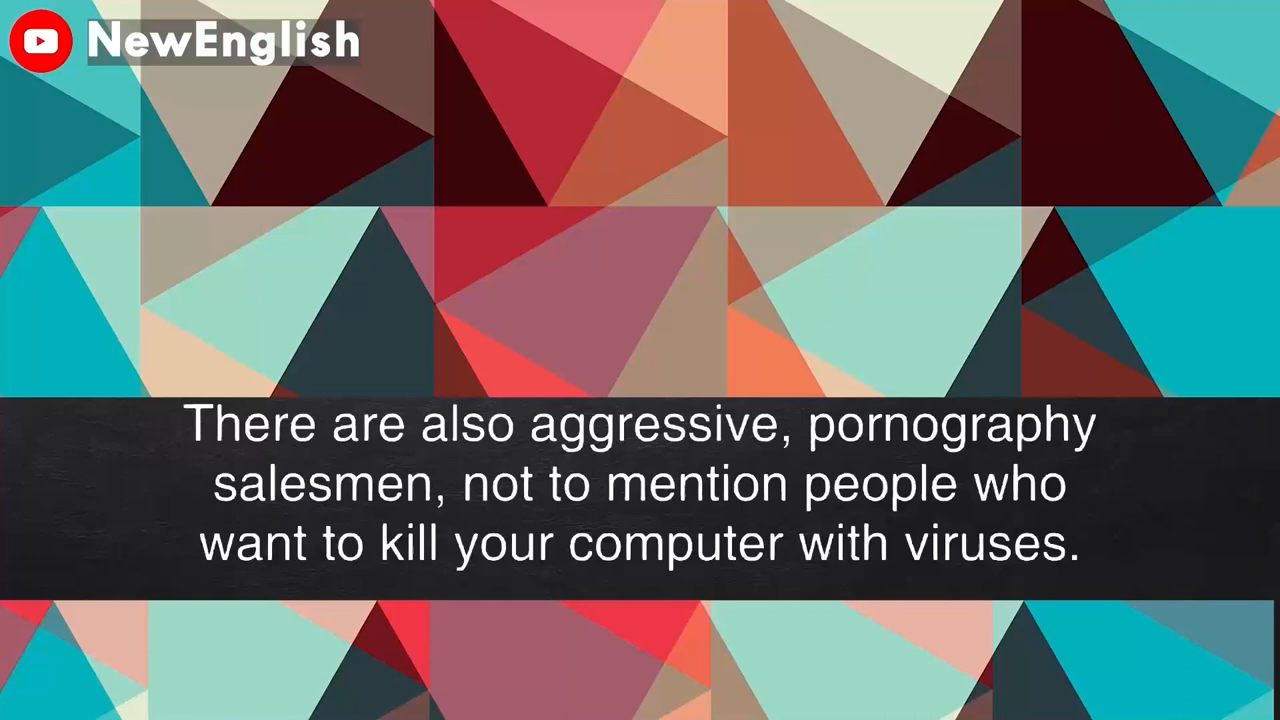 NewEnglish
There are also aggressive, pornography
salesmen, not to mention people who
want to kill your computer with viruses.